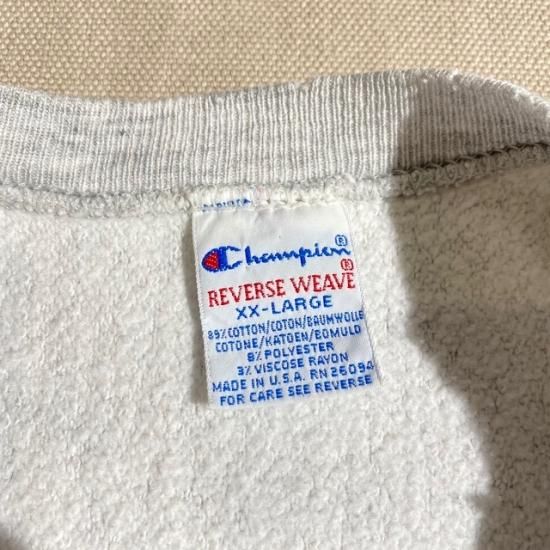 Champion®
REVERSE WEAVE®
XX-LARGE
89% COTTON/COTON/BAUMWOLLE
COTONE/KATOEN/BOMULD
8% POLYESTER
3% VISCOSE RAYON
MADE IN U.S.A. RN 26094
FOR CARE SEE REVERSE